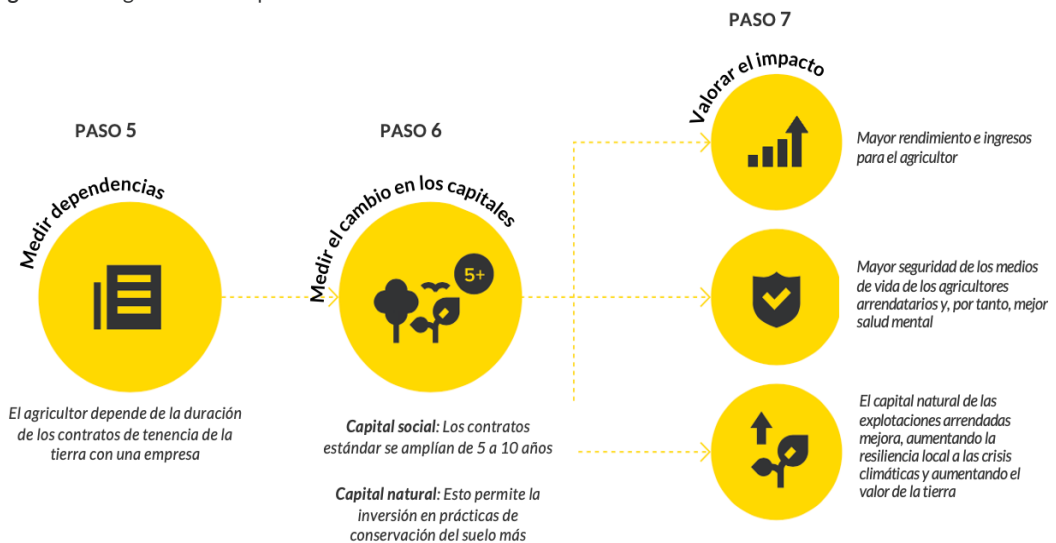 PASO 5
Medir dependencias
El agricultor depende de la duración
de los contratos de tenencia de la
tierra con una empresa
PASO 6
Medir el cambio en los capitales
5+
Capital social: Los contratos
estándar se amplían de 5 a 10 años
Capital natural: Esto permite la
inversión en prácticas de
conservación del suelo más
PASO 7
Valorar el impacto
Mayor rendimiento e ingresos
para el agricultor
Mayor seguridad de los medios
de vida de los agricultores
arrendatarios y, por tanto, mejor
salud mental
El capital natural de las
explotaciones arrendadas
mejora, aumentando la
resiliencia local a las crisis
climáticas y aumentando el
valor de la tierra